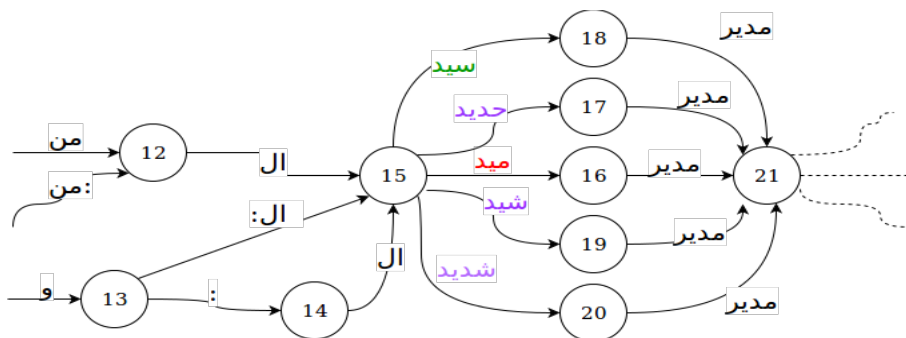 مدير
18
سيد
مدير
17
حديد
من
12
ال
ميد
مدير
15
16
21
من:
شيد
ال:
مدير
19
ال
شديد
و
13
:
14
مدير
20